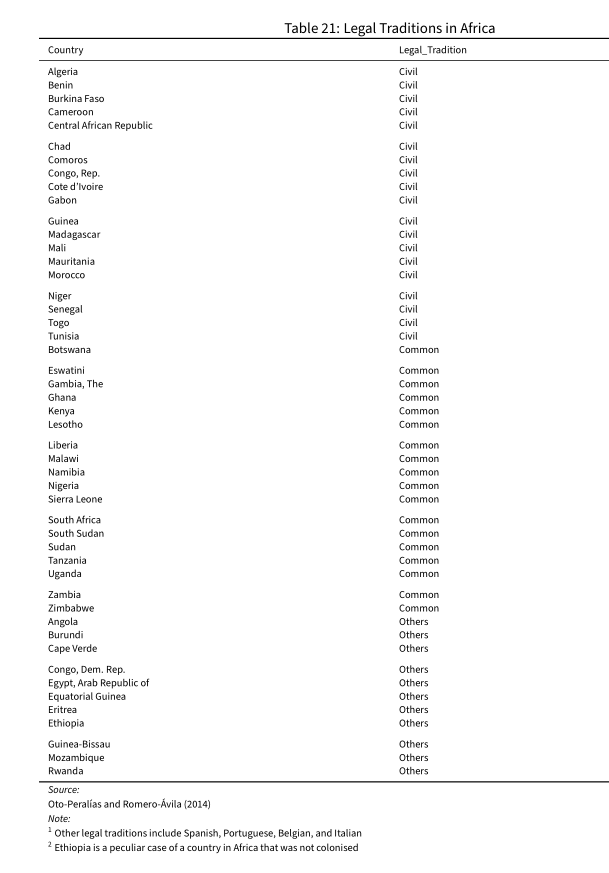 Table 21: Legal Traditions in Africa
Country Legal_Tradition
Algeria Civil
Benin Civil
Burkina Faso Civil
Cameroon Civil
Central African Republic Civil
Chad Civil
Comoros Civil
Congo, Rep. Civil
Cote d'Ivoire Civil
Gabon Civil
Guinea Civil
Madagascar Civil
Mali Civil
Mauritania Civil
Morocco Civil
Niger Civil
Senegal Civil
Togo Civil
Tunisia Civil
Botswana Common
Eswatini Common
Gambia, The Common
Ghana Common
Kenya Common
Lesotho Common
Liberia Common
Malawi Common
Namibia Common
Nigeria Common
Sierra Leone Common
South Africa Common
South Sudan Common
Sudan Common
Tanzania Common
Uganda Common
Zambia Common
Zimbabwe Common
Angola Others
Burundi Others
Cape Verde Others
Congo, Dem. Rep. Others
Egypt, Arab Republic of Others
Equatorial Guinea Others
Eritrea Others
Ethiopia Others
Guinea-Bissau Others
Mozambique Others
Rwanda Others
Source:
Oto-Peralías and Romero-Ávila (2014)
Note:
1 Other legal traditions include Spanish, Portuguese, Belgian, and Italian
2 Ethiopia is a peculiar case of a country in Africa that was not colonised